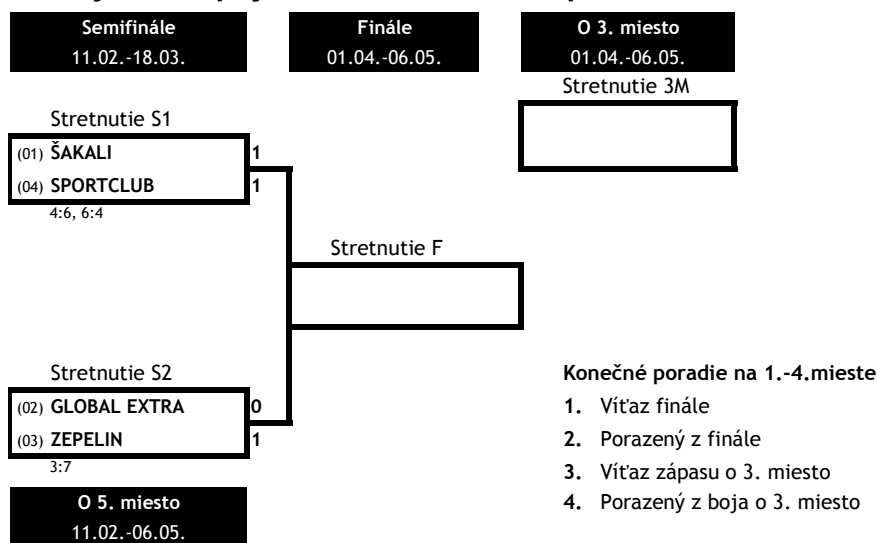 Semifinále
11.02.-18.03.
Finále
01.04.-06.05.
O 3. miesto
01.04.-06.05.
Stretnutie 3M
Stretnutie S1
(01) ŠAKALI 1
(04) SPORTCLUB 1
4:6, 6:4
Stretnutie F
Stretnutie S2
(02) GLOBAL EXTRA 0
(03) ZEPELIN 1
3:7
Konečné poradie na 1.-4.mieste
1. Víťaz finále
2. Porazený z finále
3. Víťaz zápasu o 3. miesto
4. Porazený z boja o 3. miesto
O 5. miesto
11.02.-06.05.